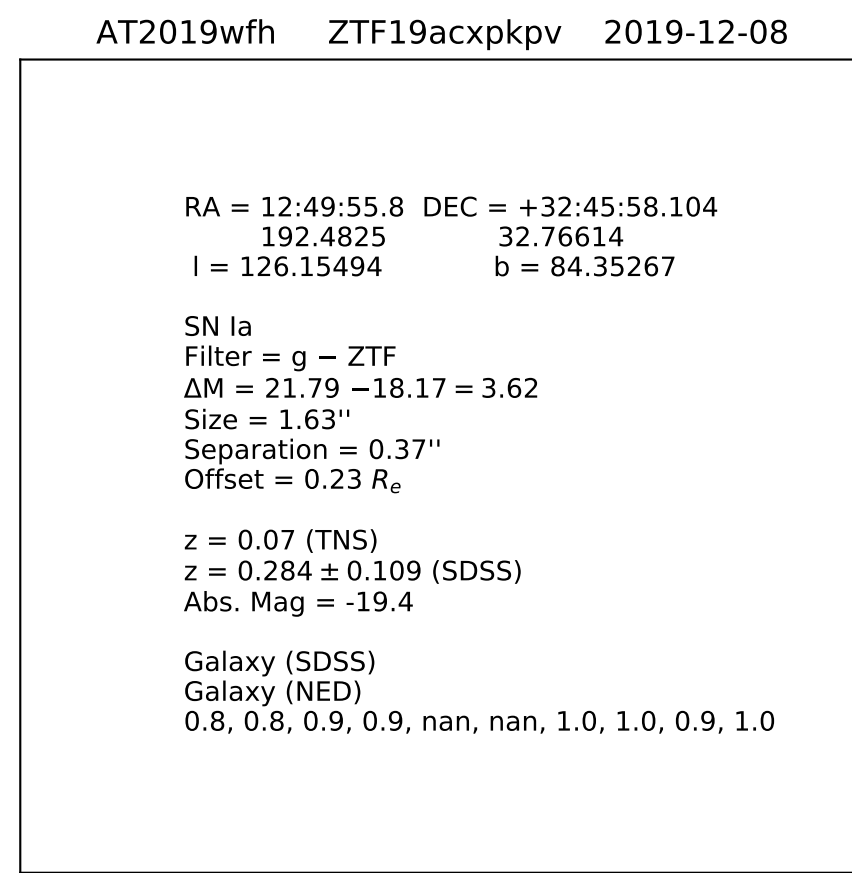 AT2019wfh ZTF19acxpkpv 2019-12-08
RA = 12:49:55.8 DEC = +32:45:58.104
192.4825 32.76614
l = 126.15494 b = 84.35267
SN Ia
Filter = g − ZTF
ΔM = 21.79 −18.17 = 3.62
Size = 1.63''
Separation = 0.37''
Offset = 0.23 Rₑ
z = 0.07 (TNS)
z = 0.284 ± 0.109 (SDSS)
Abs. Mag = -19.4
Galaxy (SDSS)
Galaxy (NED)
0.8, 0.8, 0.9, 0.9, nan, nan, 1.0, 1.0, 0.9, 1.0